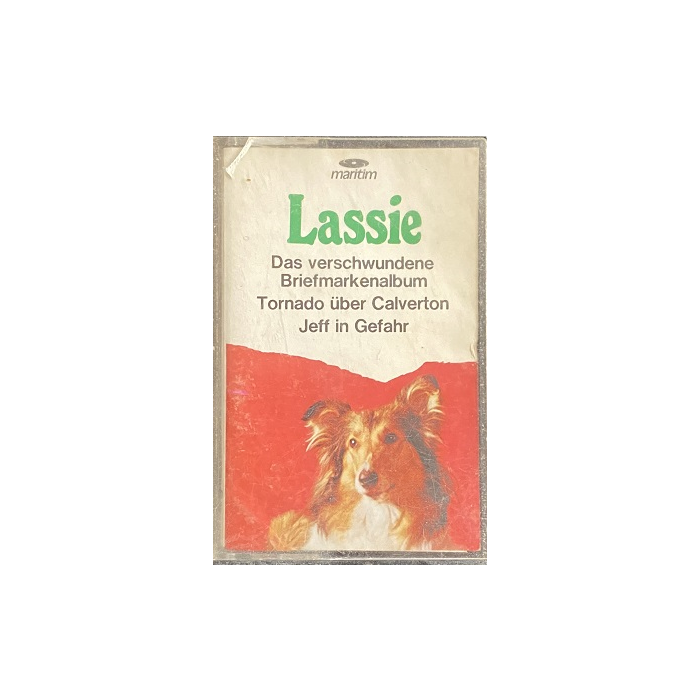 maritim
Lassie
Das verschwundene
Briefmarkenalbum
Tornado über Calverton
Jeff in Gefahr